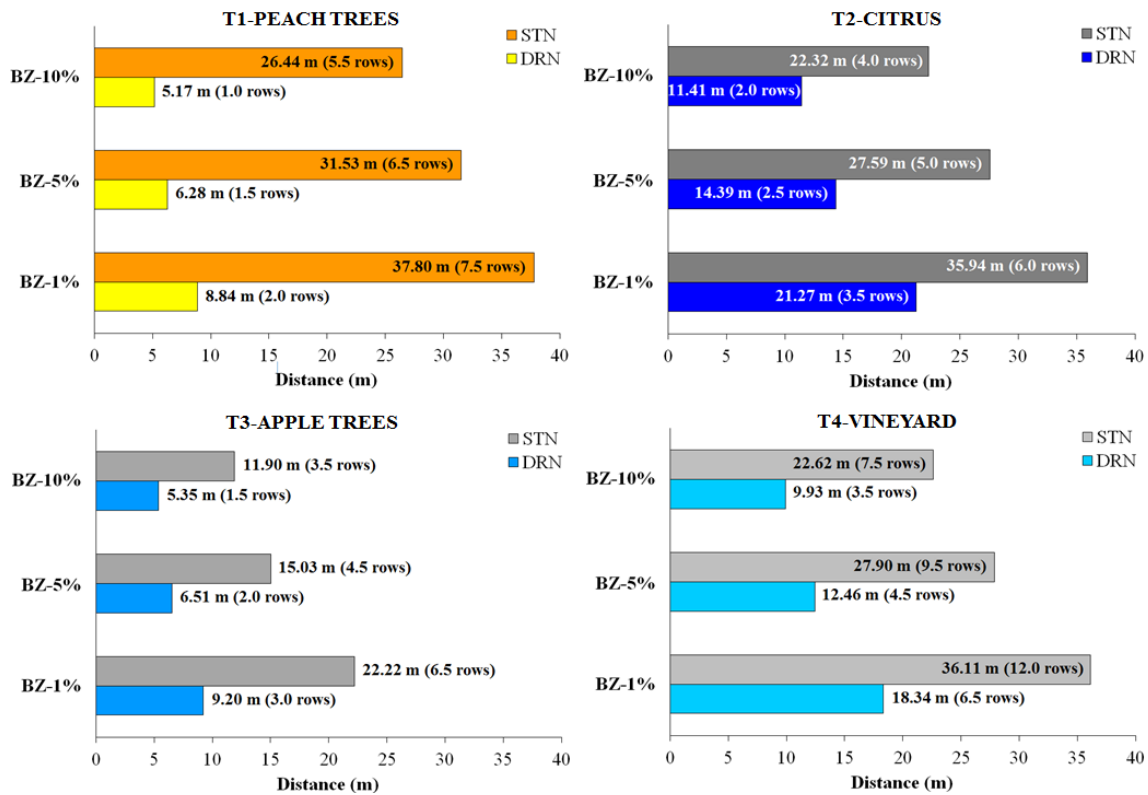 T1-PEACH TREES
STN
DRN
BZ-10%
26.44 m (5.5 rows)
5.17 m (1.0 rows)
BZ-5%
31.53 m (6.5 rows)
6.28 m (1.5 rows)
BZ-1%
37.80 m (7.5 rows)
8.84 m (2.0 rows)
0 5 10 15 20 25 30 35 40
Distance (m)
T2-CITRUS
STN
DRN
BZ-10%
22.32 m (4.0 rows)
11.41 m (2.0 rows)
BZ-5%
27.59 m (5.0 rows)
14.39 m (2.5 rows)
BZ-1%
35.94 m (6.0 rows)
21.27 m (3.5 rows)
0 5 10 15 20 25 30 35 40
Distance (m)
T3-APPLE TREES
STN
DRN
BZ-10%
11.90 m (3.5 rows)
5.35 m (1.5 rows)
BZ-5%
15.03 m (4.5 rows)
6.51 m (2.0 rows)
BZ-1%
22.22 m (6.5 rows)
9.20 m (3.0 rows)
0 5 10 15 20 25 30 35 40
Distance (m)
T4-VINEYARD
STN
DRN
BZ-10%
22.62 m (7.5 rows)
9.93 m (3.5 rows)
BZ-5%
27.90 m (9.5 rows)
12.46 m (4.5 rows)
BZ-1%
36.11 m (12.0 rows)
18.34 m (6.5 rows)
0 5 10 15 20 25 30 35 40
Distance (m)